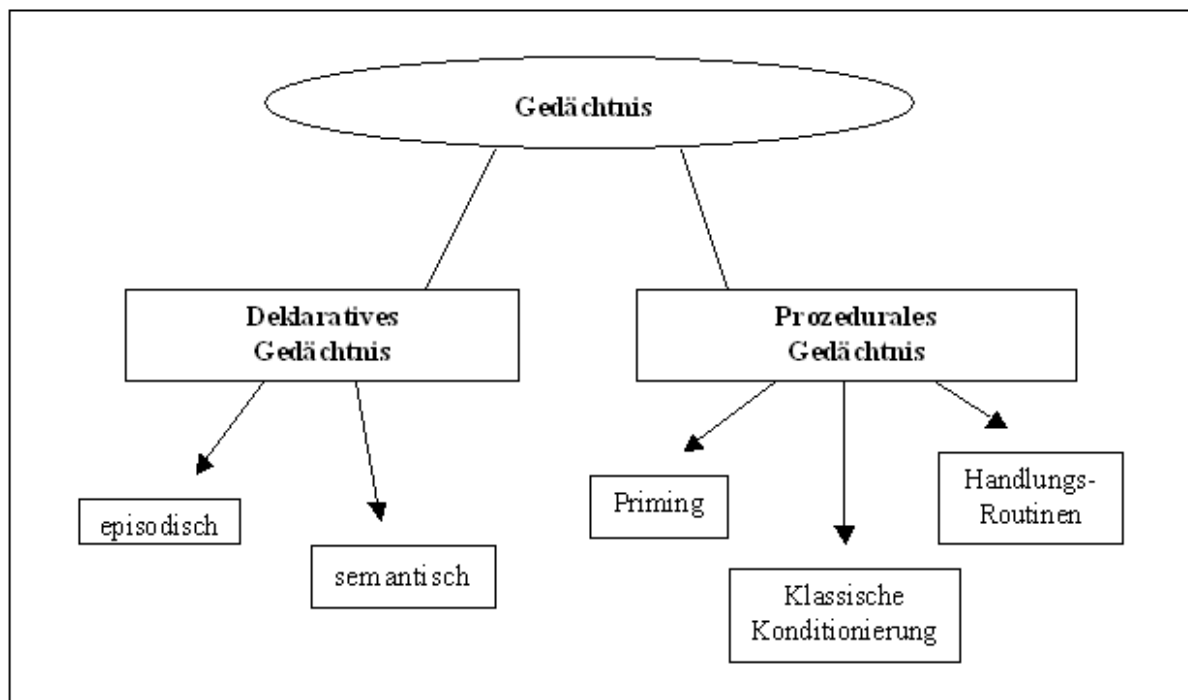 Gedächtnis
Deklaratives
Gedächtnis
Prozedurales
Gedächtnis
episodisch
semantisch
Priming
Klassische
Konditionierung
Handlungs-
Routinen